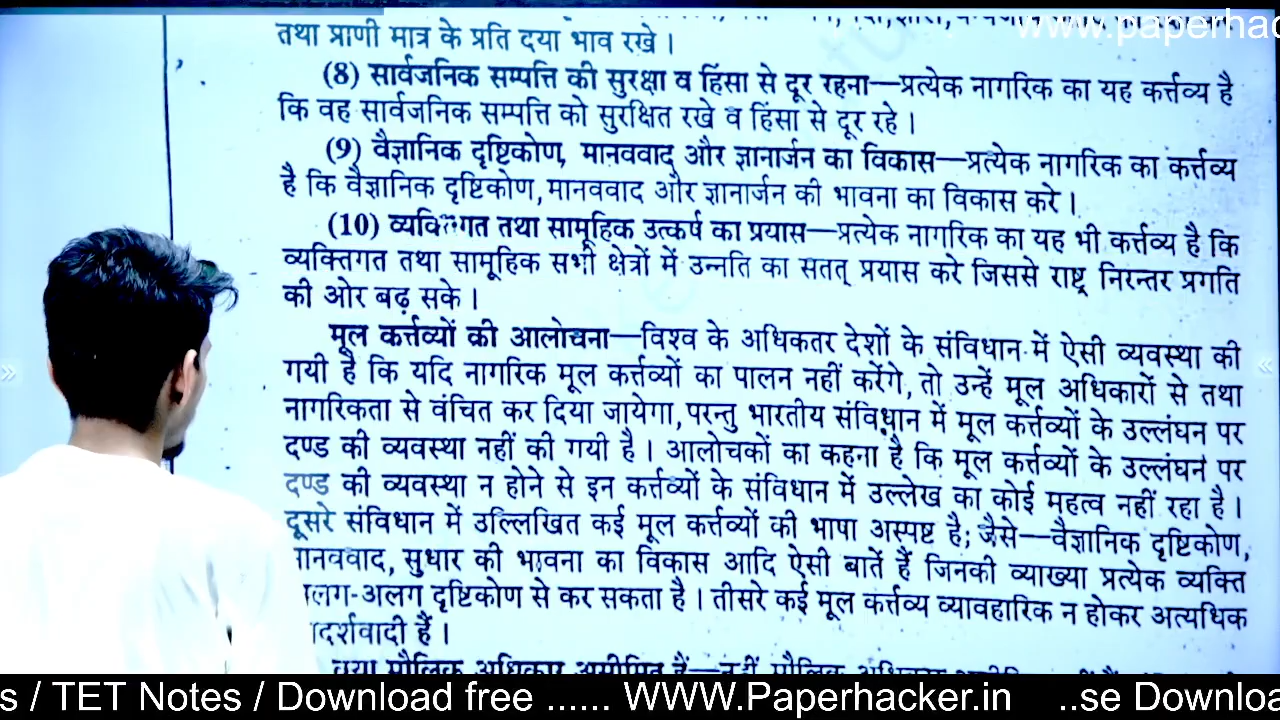 www.paperhac
तथा प्राणी मात्र के प्रति दया भाव रखे ।
(8) सार्वजनिक सम्पत्ति की सुरक्षा व हिंसा से दूर रहना—प्रत्येक नागरिक का यह कर्त्तव्य है
कि वह सार्वजनिक सम्पत्ति को सुरक्षित रखे व हिंसा से दूर रहे ।
(9) वैज्ञानिक दृष्टिकोण, मानववाद और ज्ञानार्जन का विकास—प्रत्येक नागरिक का कर्त्तव्य
है कि वैज्ञानिक दृष्टिकोण, मानववाद और ज्ञानार्जन की भावना का विकास करे ।
(10) व्यक्तिगत तथा सामूहिक उत्कर्ष का प्रयास—प्रत्येक नागरिक का यह भी कर्त्तव्य है कि
व्यक्तिगत तथा सामूहिक सभी क्षेत्रों में उन्नति का सतत् प्रयास करे जिससे राष्ट्र निरन्तर प्रगति
की ओर बढ़ सके ।
मूल कर्त्तव्यों की आलोचना—विश्व के अधिकतर देशों के संविधान में ऐसी व्यवस्था की
गयी है कि यदि नागरिक मूल कर्त्तव्यों का पालन नहीं करेंगे, तो उन्हें मूल अधिकारों से तथा
नागरिकता से वंचित कर दिया जायेगा, परन्तु भारतीय संविधान में मूल कर्त्तव्यों के उल्लंघन पर
दण्ड की व्यवस्था नहीं की गयी है । आलोचकों का कहना है कि मूल कर्त्तव्यों के उल्लंघन पर
दण्ड की व्यवस्था न होने से इन कर्त्तव्यों के संविधान में उल्लेख का कोई महत्व नहीं रहा है ।
दूसरे संविधान में उल्लिखित कई मूल कर्त्तव्यों की भाषा अस्पष्ट है; जैसे—वैज्ञानिक दृष्टिकोण,
ानववाद, सुधार की भावना का विकास आदि ऐसी बातें हैं जिनकी व्याख्या प्रत्येक व्यक्ति
लग-अलग दृष्टिकोण से कर सकता है । तीसरे कई मूल कर्त्तव्य व्यावहारिक न होकर अत्यधिक
ादर्शवादी हैं ।
क्या मौलिक अधिकार असीमित हैं—नहीं मौलिक
s / TET Notes / Download free ...... WWW.Paperhacker.in ..se Downloa